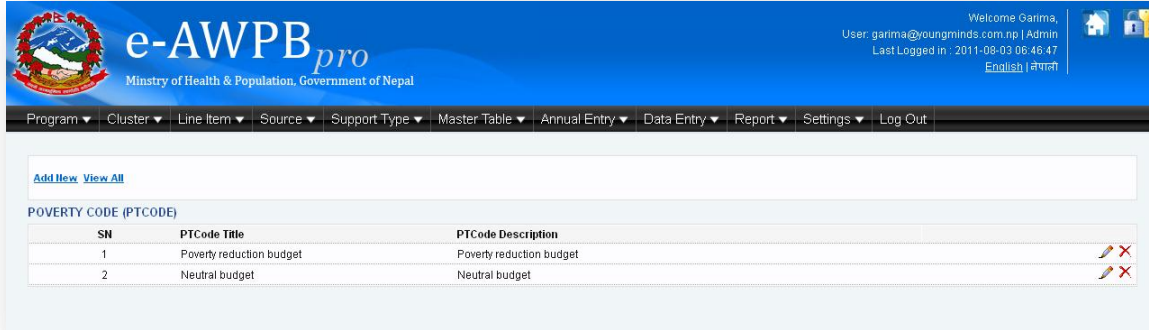 Welcome Garima,
User: garima@youngminds.com.np | Admin
Last Logged in : 2011-08-03 06:46:47
English | नेपाली
e-AWPB pro
Minstry of Health & Population, Government of Nepal
Program Cluster Line Item Source Support Type Master Table Annual Entry Data Entry Report Settings Log Out
Add New View All
POVERTY CODE (PTCODE)
SN PTCode Title PTCode Description
1 Poverty reduction budget Poverty reduction budget
2 Neutral budget Neutral budget